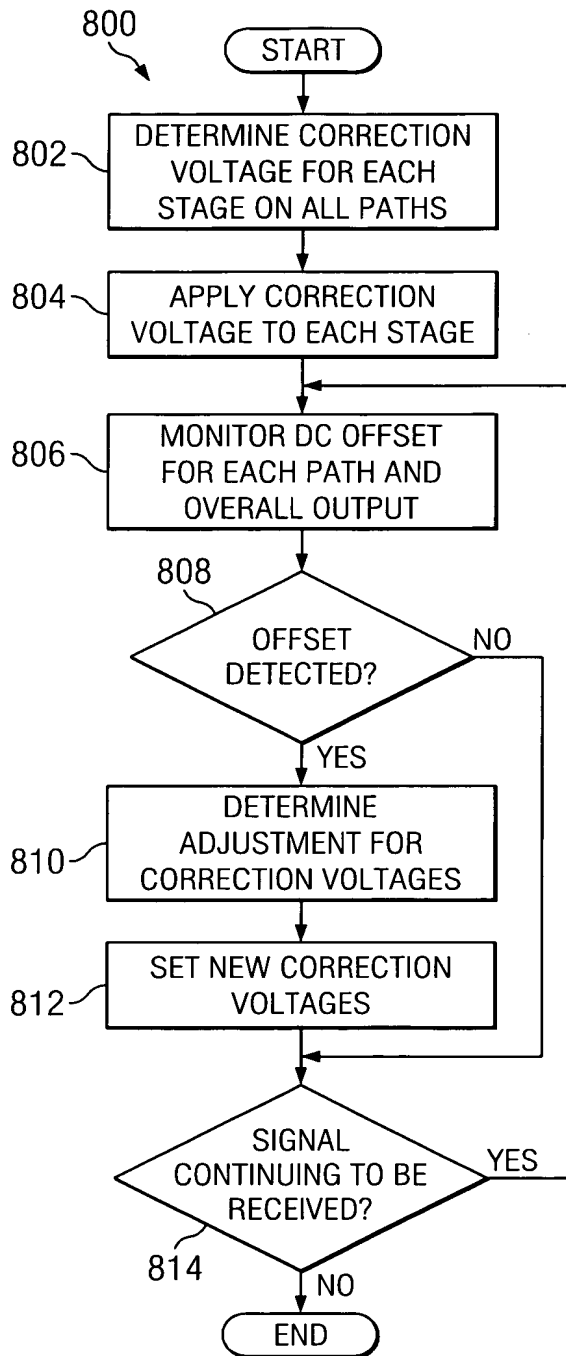 800
START
802
DETERMINE CORRECTION
VOLTAGE FOR EACH
STAGE ON ALL PATHS
804
APPLY CORRECTION
VOLTAGE TO EACH STAGE
806
MONITOR DC OFFSET
FOR EACH PATH AND
OVERALL OUTPUT
808
OFFSET
DETECTED?
NO
YES
810
DETERMINE
ADJUSTMENT FOR
CORRECTION VOLTAGES
812
SET NEW CORRECTION
VOLTAGES
SIGNAL
CONTINUING TO BE
RECEIVED?
YES
814
NO
END